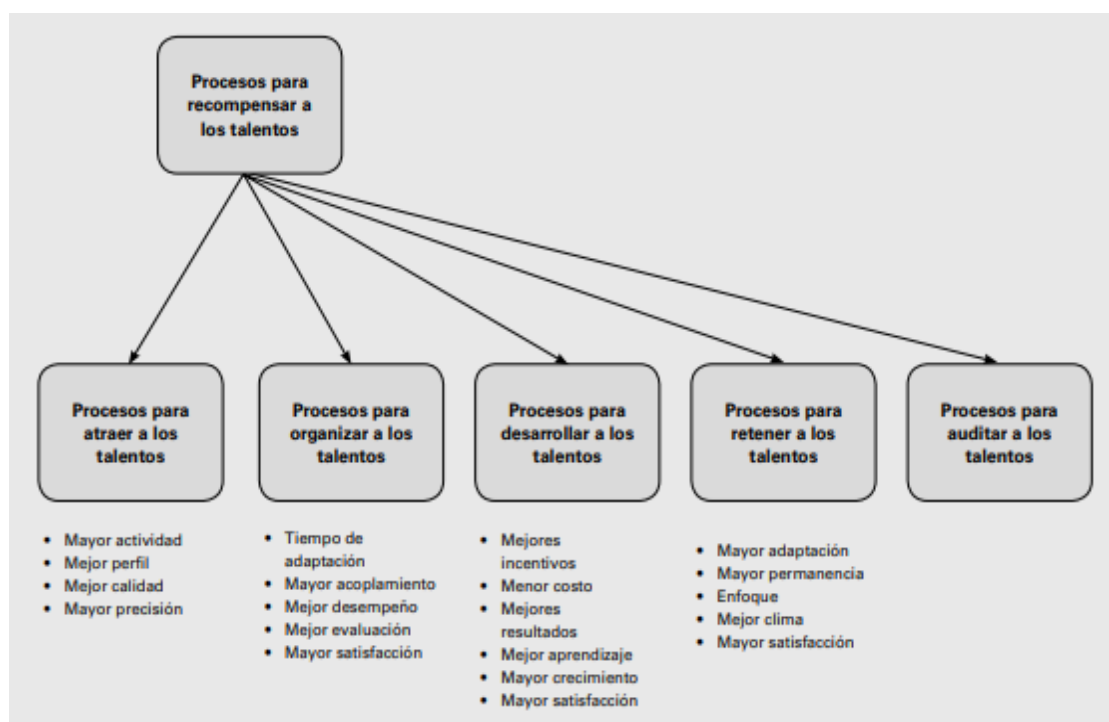 Procesos para
recompensar a
los talentos
Procesos para
atraer a los
talentos
Procesos para
organizar a los
talentos
Procesos para
desarrollar a los
talentos
Procesos para
retener a los
talentos
Procesos para
auditar a los
talentos
• Mayor actividad
• Mejor perfil
• Mejor calidad
• Mayor precisión
• Tiempo de
adaptación
• Mayor acoplamiento
• Mejor desempeño
• Mejor evaluación
• Mayor satisfacción
• Mejores
incentivos
• Menor costo
• Mejores
resultados
• Mejor aprendizaje
• Mayor crecimiento
• Mayor satisfacción
• Mayor adaptación
• Mayor permanencia
• Enfoque
• Mejor clima
• Mayor satisfacción